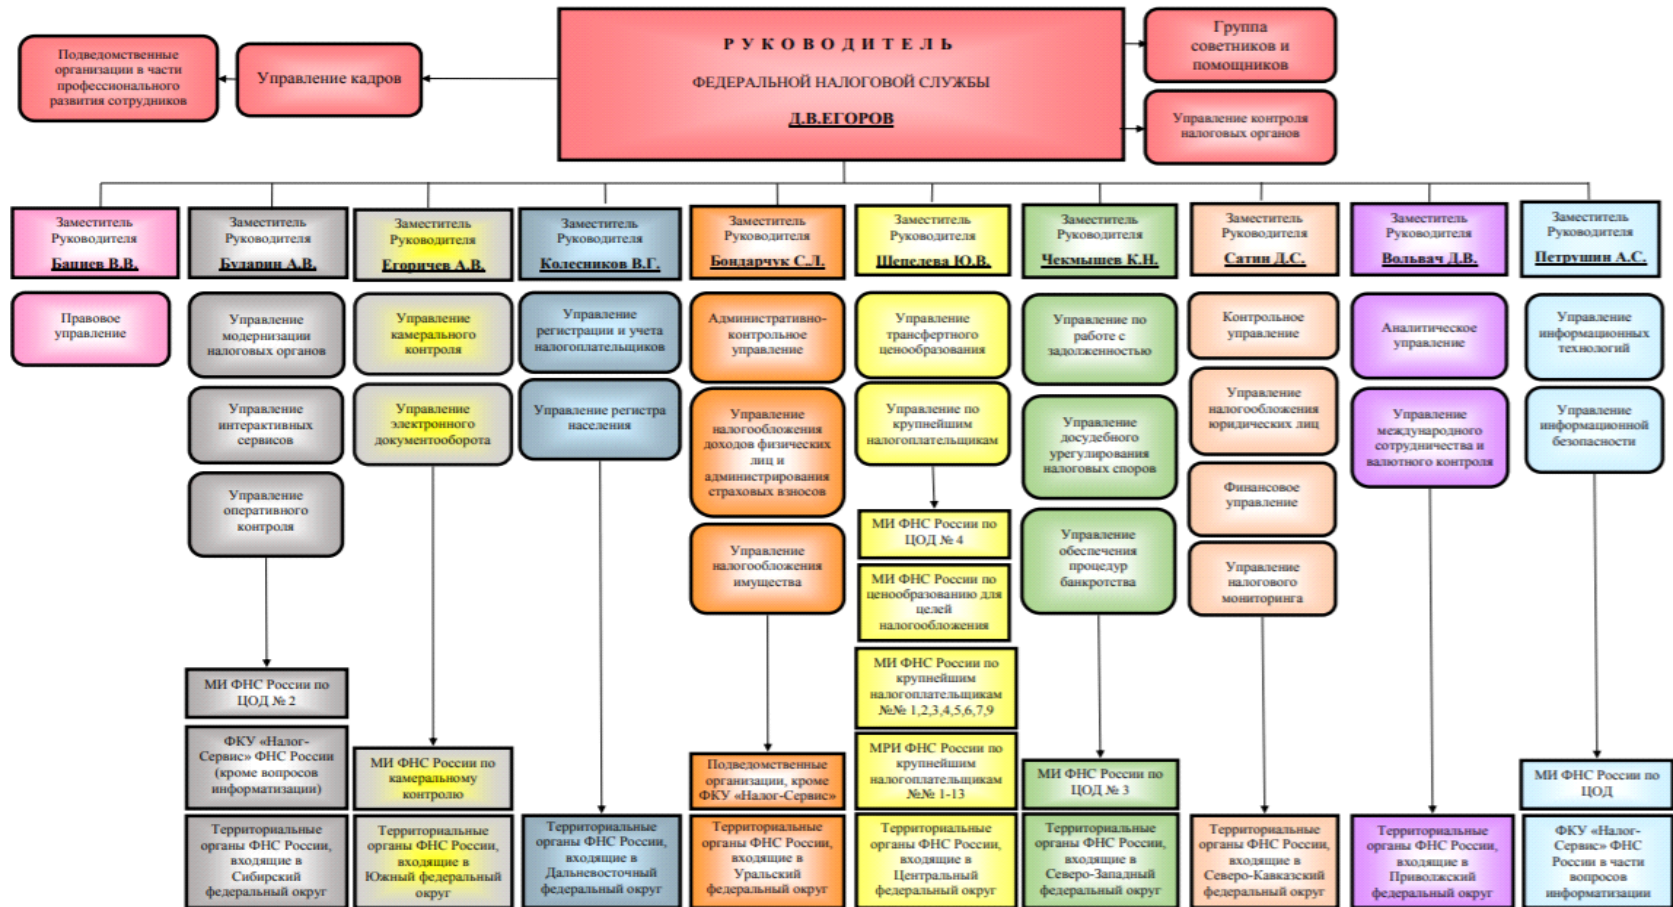 Р У К О В О Д И Т Е Л Ь
ФЕДЕРАЛЬНОЙ НАЛОГОВОЙ СЛУЖБЫ
Д.В.ЕГОРОВ
Подведомственные
организации в части
профессионального
развития сотрудников
Управление кадров
Группа
советников и
помощников
Управление контроля
налоговых органов
Заместитель
Руководителя
Бациев В.В.
Правовое
управление
Заместитель
Руководителя
Бударин А.В.
Управление
модернизации
налоговых органов
Управление
интерактивных
сервисов
Управление
оперативного
контроля
МИ ФНС России по
ЦОД № 2
ФКУ «Налог-
Сервис» ФНС России
(кроме вопросов
информатизации)
Территориальные
органы ФНС России,
входящие в
Сибирский
федеральный округ
Заместитель
Руководителя
Егоричев А.В.
Управление
камерального
контроля
Управление
электронного
документооборота
МИ ФНС России по
камеральному
контролю
Территориальные
органы ФНС России,
входящие в
Южный федеральный
округ
Заместитель
Руководителя
Колесников В.Г.
Управление
регистрации и учета
налогоплательщиков
Управление регистра
населения
Территориальные
органы ФНС России,
входящие в
Дальневосточный
федеральный округ
Заместитель
Руководителя
Бондарчук С.Л.
Административно-
контрольное
управление
Управление
налогообложения
доходов физических
лиц и
администрирования
страховых взносов
Управление
налогообложения
имущества
Подведомственные
организации, кроме
ФКУ «Налог-Сервис»
Территориальные
органы ФНС России,
входящие в
Уральский
федеральный округ
Заместитель
Руководителя
Шепелева Ю.В.
Управление
трансфертного
ценообразования
Управление по
крупнейшим
налогоплательщикам
МИ ФНС России по
ЦОД № 4
МИ ФНС России по
ценообразованию для
целей
налогообложения
МИ ФНС России по
крупнейшим
налогоплательщикам
№№ 1,2,3,4,5,6,7,9
МРИ ФНС России по
крупнейшим
налогоплательщикам
№№ 1-13
Территориальные
органы ФНС России,
входящие в
Центральный
федеральный округ
Заместитель
Руководителя
Чекмышев К.Н.
Управление по
работе с
задолженностью
Управление
досудебного
урегулирования
налоговых споров
Управление
обеспечения
процедур
банкротства
МИ ФНС России по
ЦОД № 3
Территориальные
органы ФНС России,
входящие в
Северо-Западный
федеральный округ
Заместитель
Руководителя
Сатин Д.С.
Контрольное
управление
Управление
налогообложения
юридических лиц
Финансовое
управление
Управление
налогового
мониторинга
Территориальные
органы ФНС России,
входящие в
Северо-Кавказский
федеральный округ
Заместитель
Руководителя
Вольвач Д.В.
Аналитическое
управление
Управление
международного
сотрудничества и
валютного контроля
Территориальные
органы ФНС России,
входящие в
Приволжский
федеральный округ
Заместитель
Руководителя
Петрушин А.С.
Управление
информационных
технологий
Управление
информационной
безопасности
МИ ФНС России по
ЦОД
ФКУ «Налог-
Сервис» ФНС
России в части
вопросов
информатизации